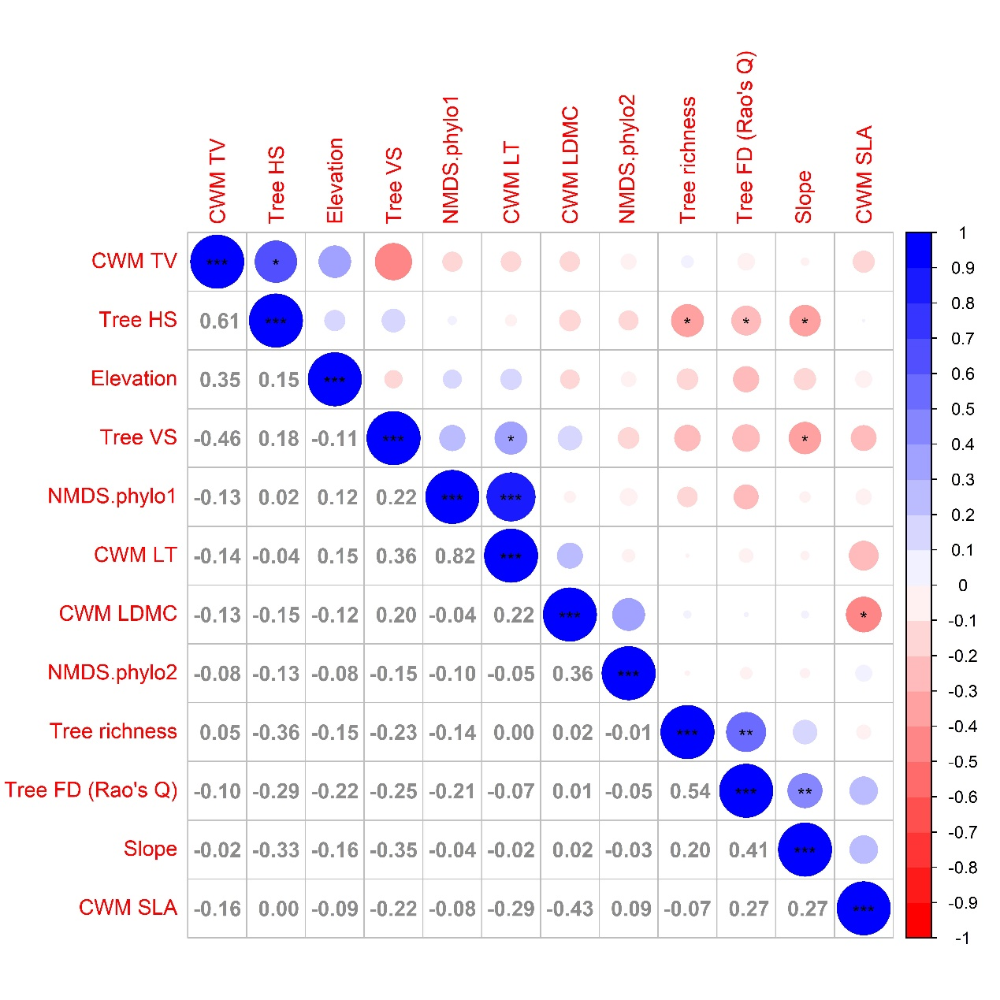 CWM TV
Tree HS
Elevation
Tree VS
NMDS.phylo1
CWM LT
CWM LDMC
NMDS.phylo2
Tree richness
Tree FD (Rao's Q)
Slope
CWM SLA
CWM TV *** *
Tree HS 0.61 *** * * *
Elevation 0.35 0.15 ***
Tree VS -0.46 0.18 -0.11 *** * *
NMDS.phylo1 -0.13 0.02 0.12 0.22 *** ***
CWM LT -0.14 -0.04 0.15 0.36 0.82 ***
CWM LDMC -0.13 -0.15 -0.12 0.20 -0.04 0.22 *** *
NMDS.phylo2 -0.08 -0.13 -0.08 -0.15 -0.10 -0.05 0.36 ***
Tree richness 0.05 -0.36 -0.15 -0.23 -0.14 0.00 0.02 -0.01 *** **
Tree FD (Rao's Q) -0.10 -0.29 -0.22 -0.25 -0.21 -0.07 0.01 -0.05 0.54 *** **
Slope -0.02 -0.33 -0.16 -0.35 -0.04 -0.02 0.02 -0.03 0.20 0.41 ***
CWM SLA -0.16 0.00 -0.09 -0.22 -0.08 -0.29 -0.43 0.09 -0.07 0.27 0.27 ***
1
0.9
0.8
0.7
0.6
0.5
0.4
0.3
0.2
0.1
0
-0.1
-0.2
-0.3
-0.4
-0.5
-0.6
-0.7
-0.8
-0.9
-1